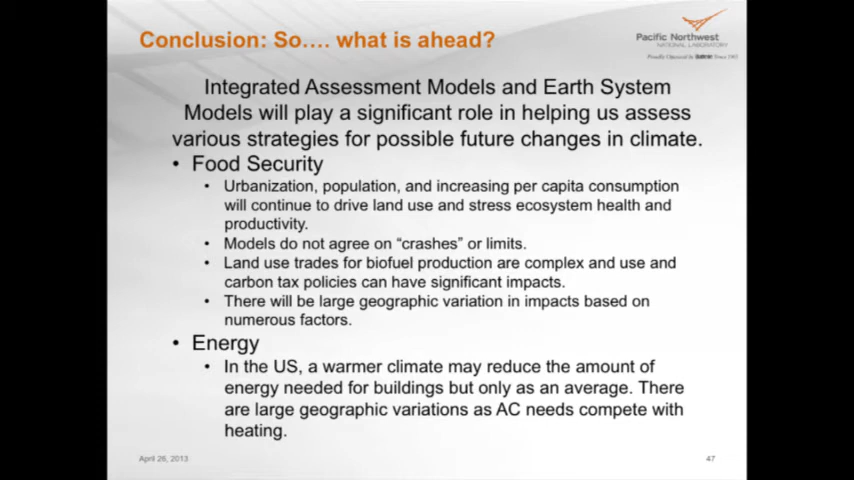 Conclusion: So…. what is ahead?
Pacific Northwest
NATIONAL LABORATORY
Proudly Operated by Battelle Since 1965
Integrated Assessment Models and Earth System
Models will play a significant role in helping us assess
various strategies for possible future changes in climate.
• Food Security
• Urbanization, population, and increasing per capita consumption
will continue to drive land use and stress ecosystem health and
productivity.
• Models do not agree on “crashes” or limits.
• Land use trades for biofuel production are complex and use and
carbon tax policies can have significant impacts.
• There will be large geographic variation in impacts based on
numerous factors.
• Energy
• In the US, a warmer climate may reduce the amount of
energy needed for buildings but only as an average. There
are large geographic variations as AC needs compete with
heating.
April 26, 2013
47